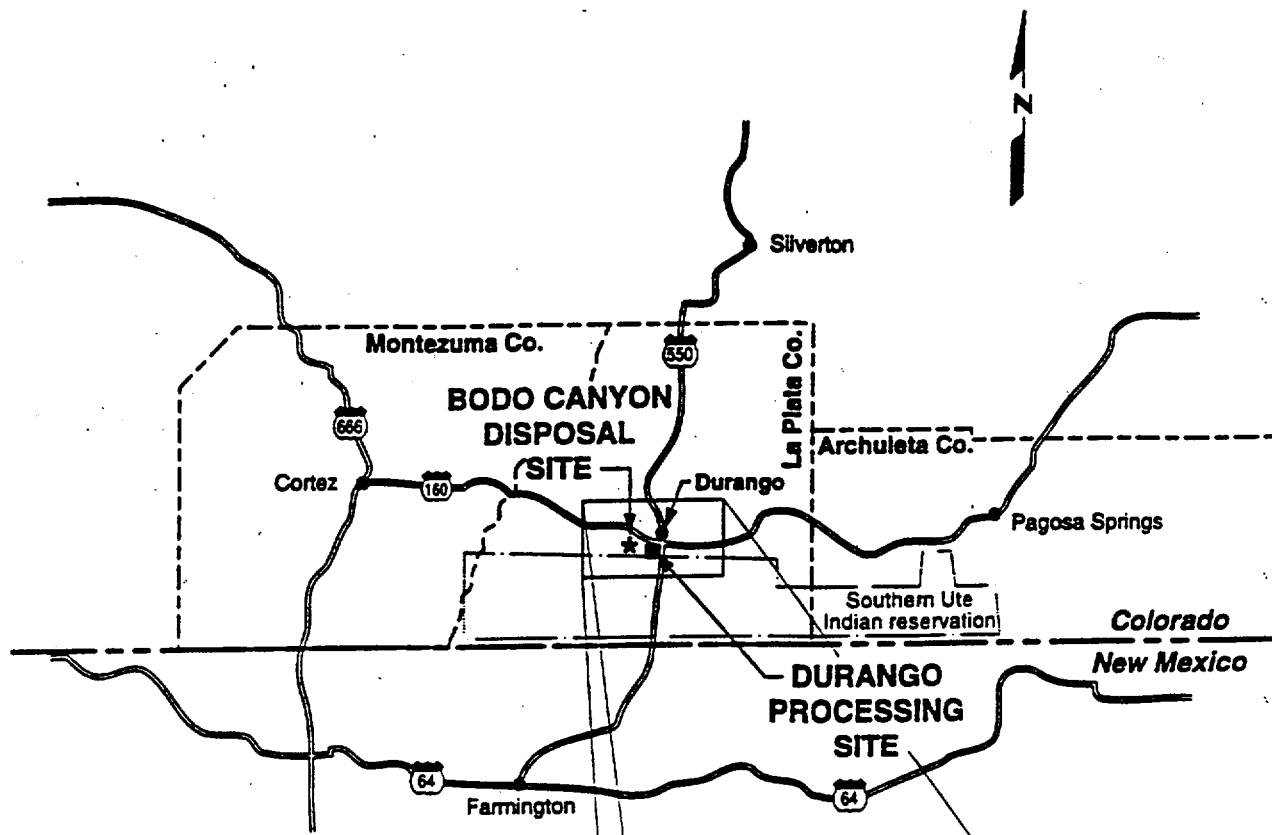 N
Silverton
Montezuma Co.
550
La Plata Co.
BODO CANYON
DISPOSAL
SITE
666
Archuleta Co.
Cortez
160
Durango
Pagosa Springs
Southern Ute
Indian reservation
Colorado
New Mexico
DURANGO
PROCESSING
SITE
64
Farmington
64